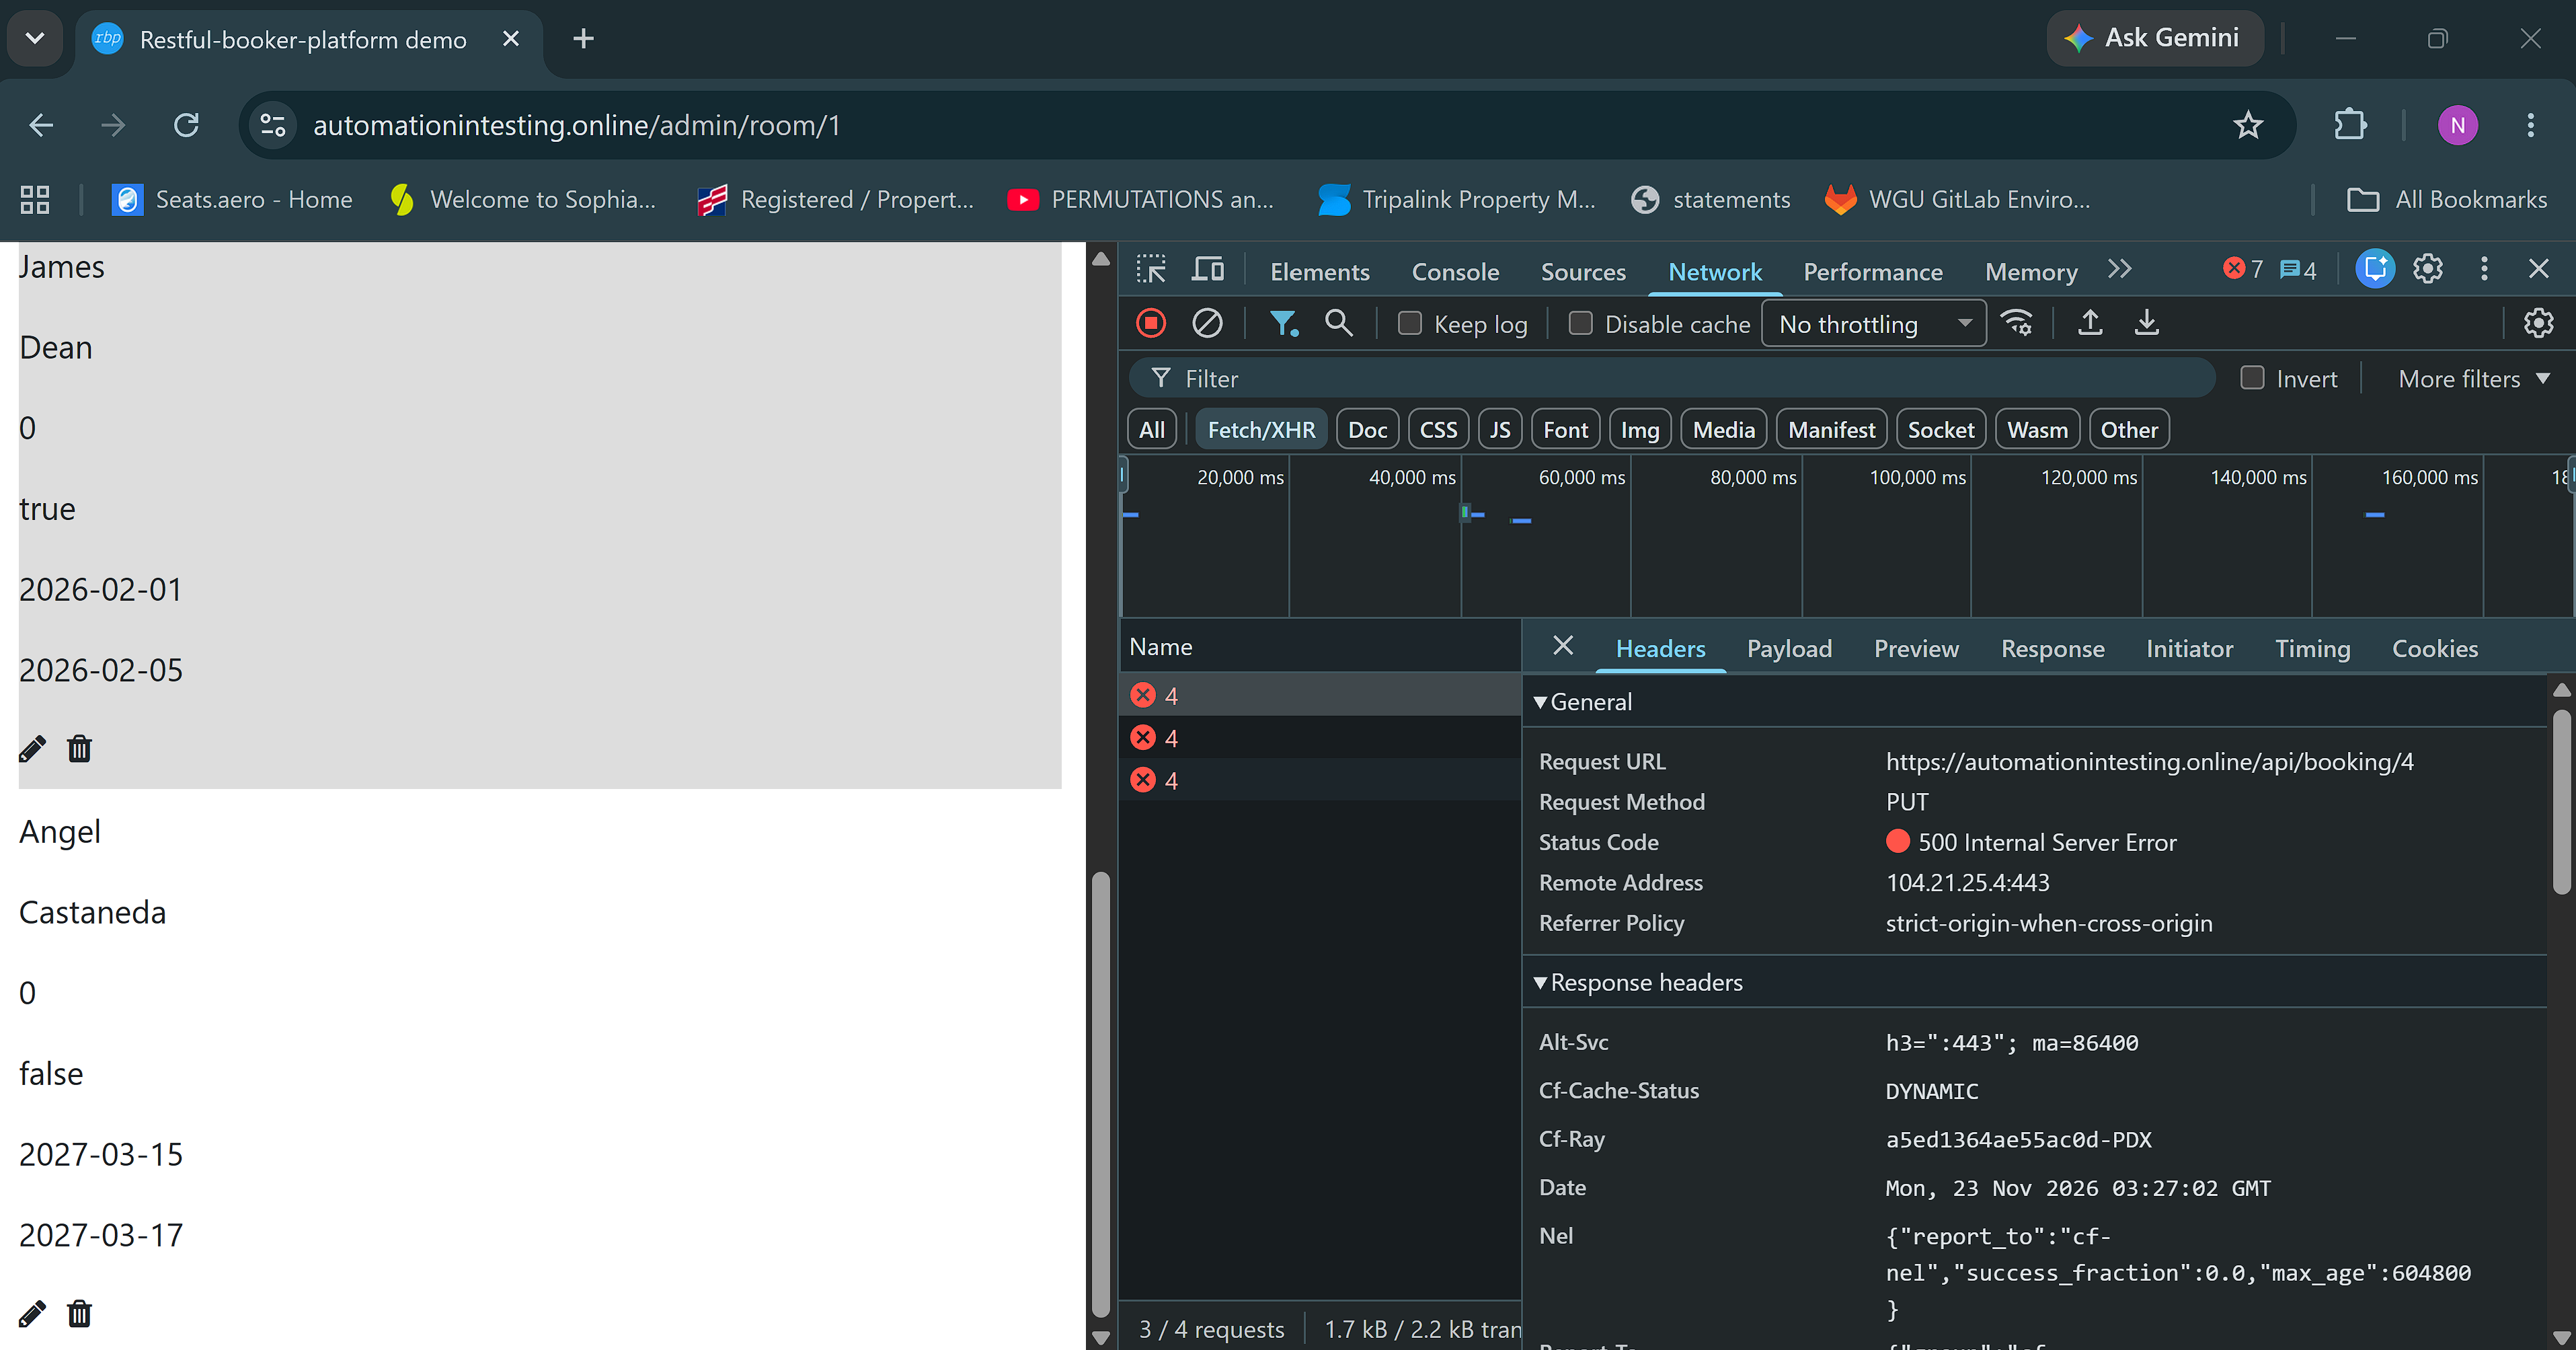 rbp Restful-booker-platform demo
Ask Gemini
automationintesting.online/admin/room/1
N
Seats.aero - Home
Welcome to Sophia...
Registered / Propert...
PERMUTATIONS an...
Tripalink Property M...
statements
WGU GitLab Enviro...
All Bookmarks
James
Dean
0
true
2026-02-01
2026-02-05
Angel
Castaneda
0
false
2027-03-15
2027-03-17
Elements Console Sources Network Performance Memory 7 4
Keep log Disable cache No throttling
Filter Invert More filters
All Fetch/XHR Doc CSS JS Font Img Media Manifest Socket Wasm Other
20,000 ms 40,000 ms 60,000 ms 80,000 ms 100,000 ms 120,000 ms 140,000 ms 160,000 ms
Name
4
4
4
3 / 4 requests 1.7 kB / 2.2 kB tran
Headers Payload Preview Response Initiator Timing Cookies
General
Request URL https://automationintesting.online/api/booking/4
Request Method PUT
Status Code 500 Internal Server Error
Remote Address 104.21.25.4:443
Referrer Policy strict-origin-when-cross-origin
Response headers
Alt-Svc h3=":443"; ma=86400
Cf-Cache-Status DYNAMIC
Cf-Ray a5ed1364ae55ac0d-PDX
Date Mon, 23 Nov 2026 03:27:02 GMT
Nel {"report_to":"cf-
nel","success_fraction":0.0,"max_age":604800
}